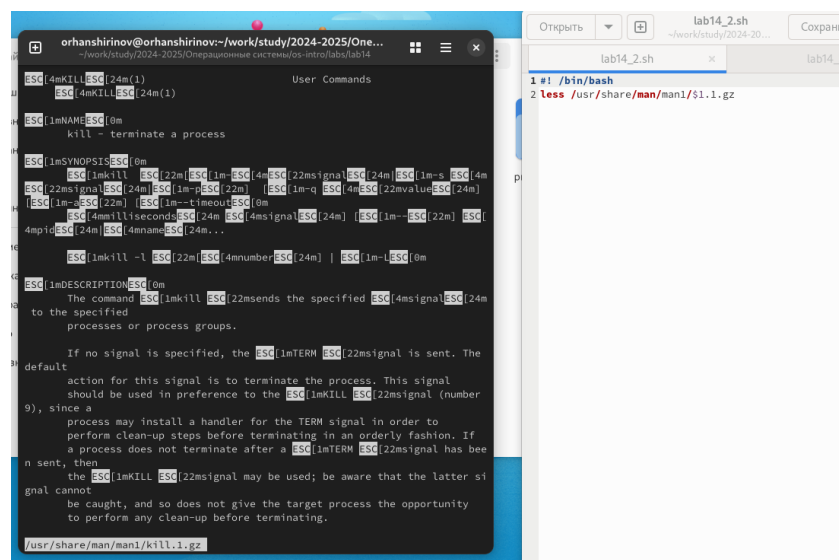 orhanshirinov@orhanshirinov:~/work/study/2024-2025/Опе...
~/work/study/2024-2025/Операционные системы/os-intro/labs/lab14
ESC[4mKILLESC[24m(1) User Commands
ESC[4mKILLESC[24m(1)
ESC[1mNAMEESC[0m
kill - terminate a process
ESC[1mSYNOPSISESC[0m
ESC[1mkill ESC[22m[ESC[1m-ESC[4mESC[22msignalESC[24m|ESC[1m-s ESC[4m
ESC[22msignalESC[24m|ESC[1m-pESC[22m] [ESC[1m-q ESC[4mESC[22mvalueESC[24m]
[ESC[1m-aESC[22m] [ESC[1m--timeoutESC[0m
ESC[4mmillisecondsESC[24m ESC[4msignalESC[24m] [ESC[1m--ESC[22m] ESC[
4mpidESC[24m|ESC[4mnameESC[24m...
ESC[1mkill -l ESC[22m[ESC[4mnumberESC[24m] | ESC[1m-LESC[0m
ESC[1mDESCRIPTIONESC[0m
The command ESC[1mkill ESC[22msends the specified ESC[4msignalESC[24m
to the specified
processes or process groups.
If no signal is specified, the ESC[1mTERM ESC[22msignal is sent. The
default
action for this signal is to terminate the process. This signal
should be used in preference to the ESC[1mKILL ESC[22msignal (number
9), since a
process may install a handler for the TERM signal in order to
perform clean-up steps before terminating in an orderly fashion. If
a process does not terminate after a ESC[1mTERM ESC[22msignal has bee
n sent, then
the ESC[1mKILL ESC[22msignal may be used; be aware that the latter si
gnal cannot
be caught, and so does not give the target process the opportunity
to perform any clean-up before terminating.
/usr/share/man/man1/kill.1.gz
Открыть
lab14_2.sh
~/work/study/2024-20...
Сохран
lab14_2.sh ×
lab14_
1 #! /bin/bash
2 less /usr/share/man/man1/$1.1.gz